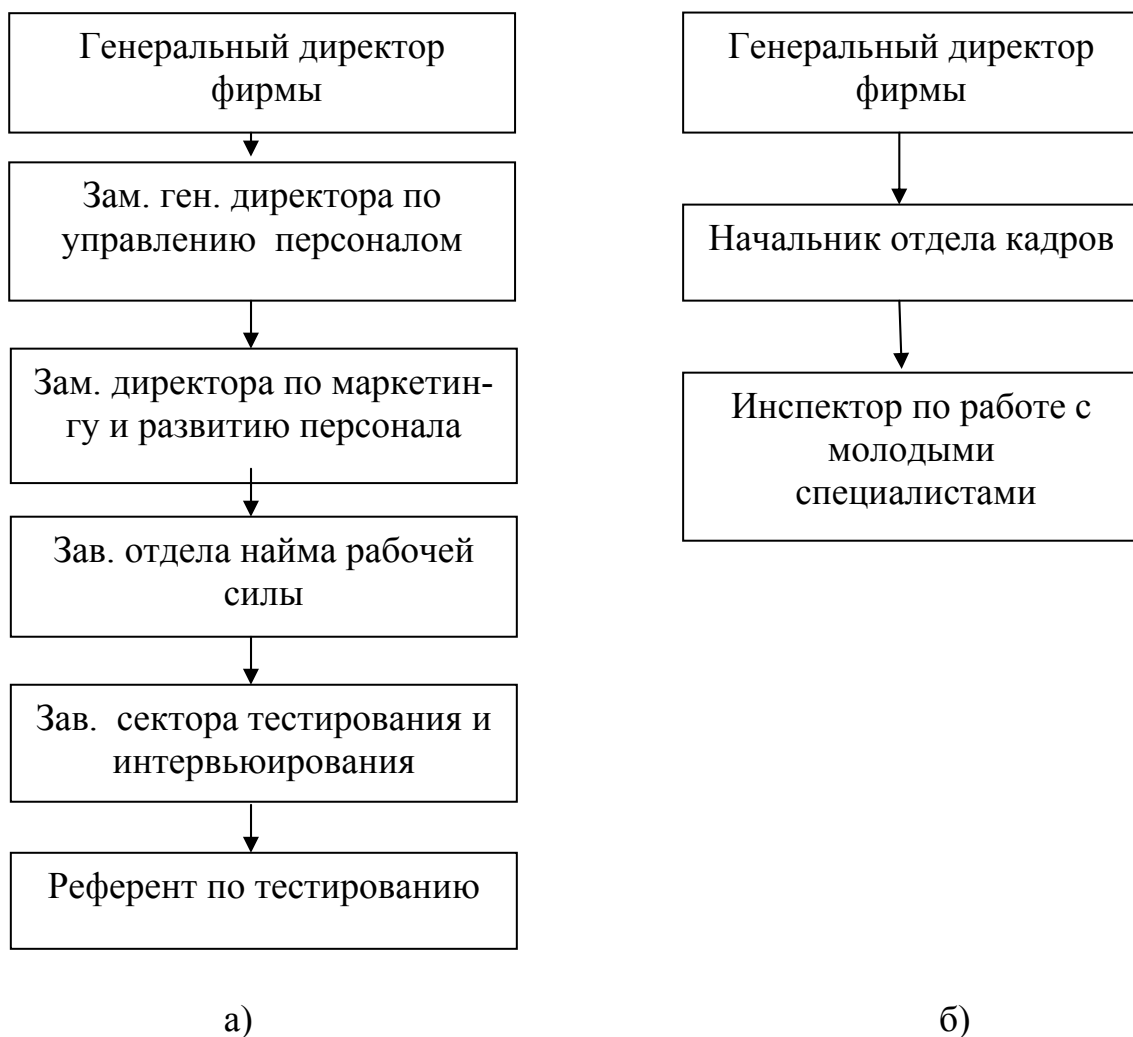 Генеральный директор
фирмы
Зам. ген. директора по
управлению персоналом
Зам. директора по маркетин-
гу и развитию персонала
Зав. отдела найма рабочей
силы
Зав. сектора тестирования и
интервьюирования
Референт по тестированию
а)
Генеральный директор
фирмы
Начальник отдела кадров
Инспектор по работе с
молодыми
специалистами
б)